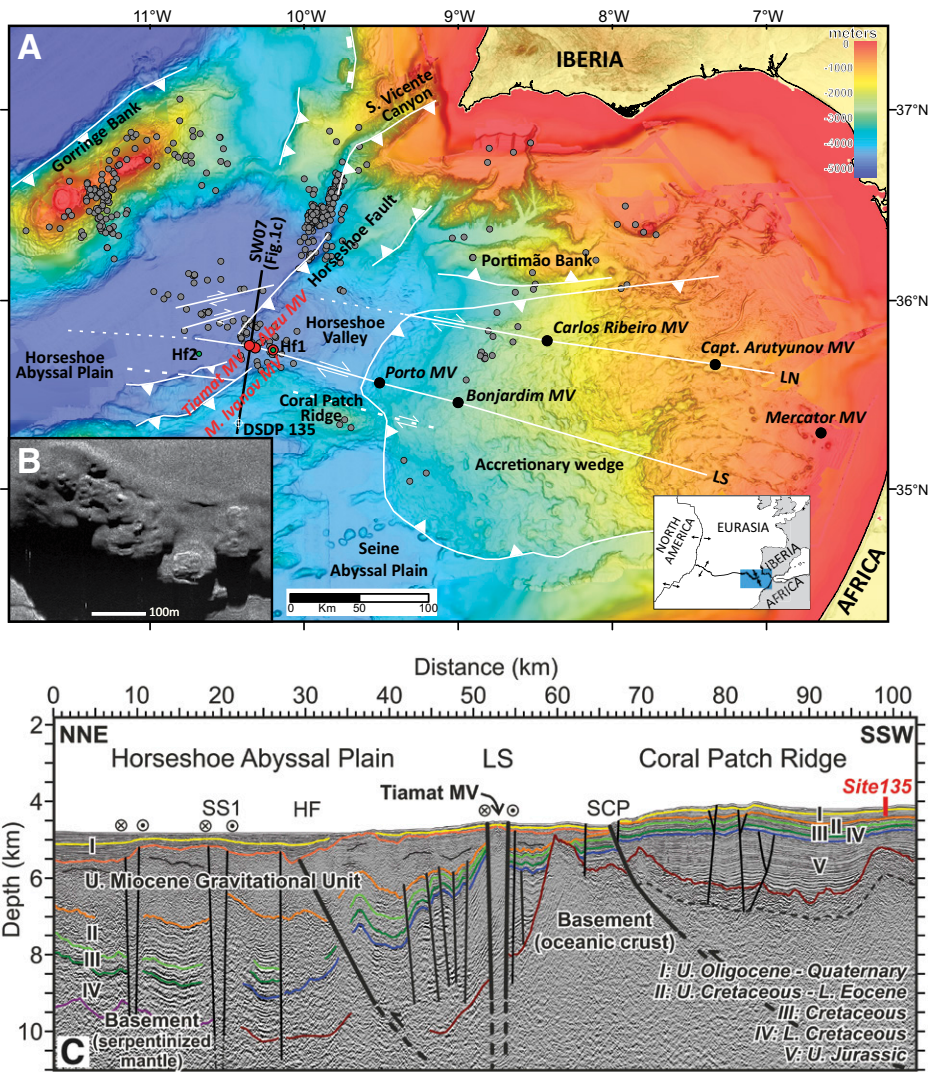 11°W 10°W 9°W 8°W 7°W
A
meters
0
-1000
-2000
-3000
-4000
-5000
IBERIA
S. Vicente
Canyon
Gorringe Bank
37°N
SW07
(Fig.1c)
Horseshoe Fault
Portimão Bank
36°N
Abzu MV
Horseshoe
Valley
Carlos Ribeiro MV
Hf1
Hf2
Capt. Arutyunov MV
Horseshoe
Abyssal Plain
Tiamat MV
M. Ivanov MV
Porto MV
LN
Bonjardim MV
Coral Patch
Ridge
Mercator MV
DSDP 135
B
Accretionary wedge
LS
35°N
NORTH
AMERICA
EURASIA
IBERIA
AFRICA
Seine
Abyssal Plain
AFRICA
0 Km 50 100
100m
Distance (km)
0 10 20 30 40 50 60 70 80 90 100
2
NNE SSW
Horseshoe Abyssal Plain LS Coral Patch Ridge
Tiamat MV
Site135
4
SS1 HF SCP
I
I
II
III
IV
V
Depth (km)
U. Miocene Gravitational Unit
6
II
Basement
(oceanic crust)
8
III
IV
I: U. Oligocene - Quaternary
II: U. Cretaceous - L. Eocene
III: Cretaceous
IV: L. Cretaceous
V: U. Jurassic
10
Basement
(serpentinized
mantle)
C